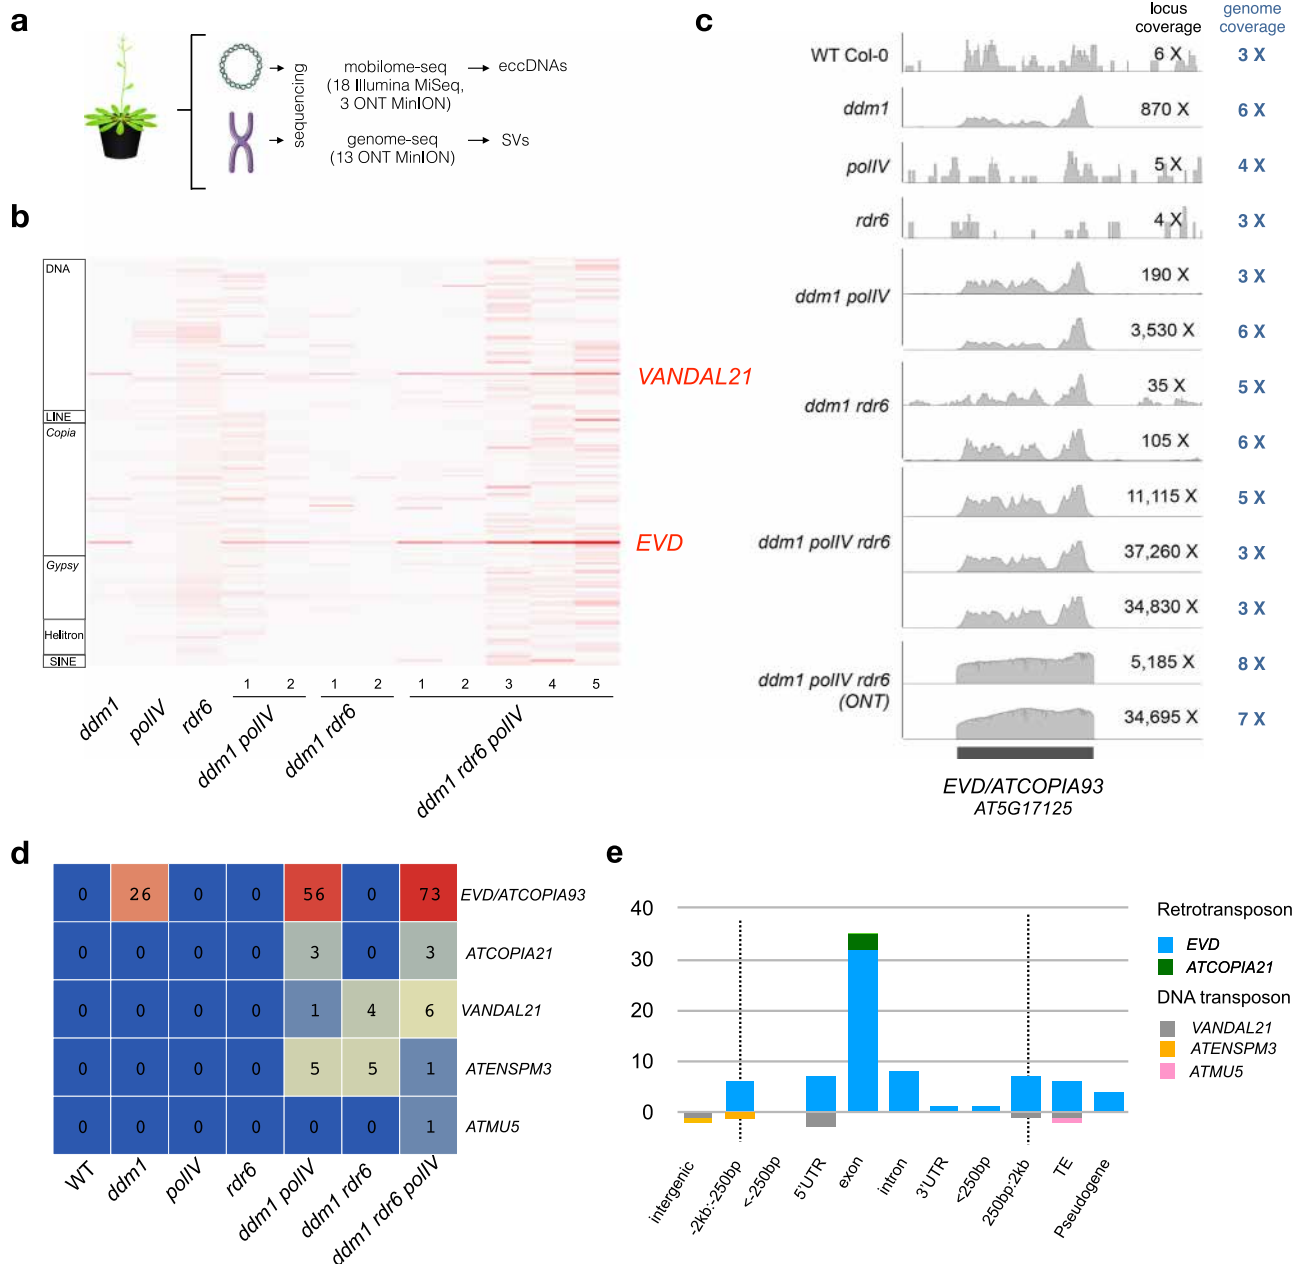 a
sequencing
mobilome-seq
(18 Illumina MiSeq,
3 ONT MinION)
eccDNAs
genome-seq
(13 ONT MinION)
SVs
b
DNA
LINE
Copia
Gypsy
Helitron
SINE
VANDAL21
EVD
1 2 1 2 1 2 3 4 5
ddm1
polIV
rdr6
ddm1 polIV
ddm1 rdr6
ddm1 rdr6 polIV
c
locus
coverage
genome
coverage
WT Col-0 6 X 3 X
ddm1 870 X 6 X
polIV 5 X 4 X
rdr6 4 X 3 X
ddm1 polIV
190 X 3 X
3,530 X 6 X
ddm1 rdr6
35 X 5 X
105 X 6 X
ddm1 polIV rdr6
11,115 X 5 X
37,260 X 3 X
34,830 X 3 X
ddm1 polIV rdr6
(ONT)
5,185 X 8 X
34,695 X 7 X
EVD/ATCOPIA93
AT5G17125
d
0 26 0 0 56 0 73 EVD/ATCOPIA93
0 0 0 0 3 0 3 ATCOPIA21
0 0 0 0 1 4 6 VANDAL21
0 0 0 0 5 5 1 ATENSPM3
0 0 0 0 0 0 1 ATMU5
WT
ddm1
polIV
rdr6
ddm1 polIV
ddm1 rdr6
ddm1 rdr6 polIV
e
40
30
20
10
0
10
20
intergenic
-2kb:-250bp
<-250bp
5'UTR
exon
intron
3'UTR
<250bp
250bp:2kb
TE
Pseudogene
Retrotransposon
EVD
ATCOPIA21
DNA transposon
VANDAL21
ATENSPM3
ATMU5